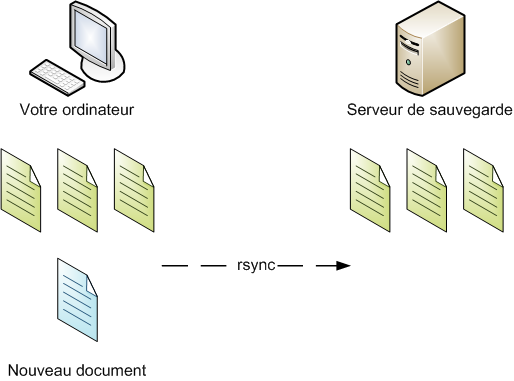 Votre ordinateur
Serveur de sauvegarde
rsync
Nouveau document